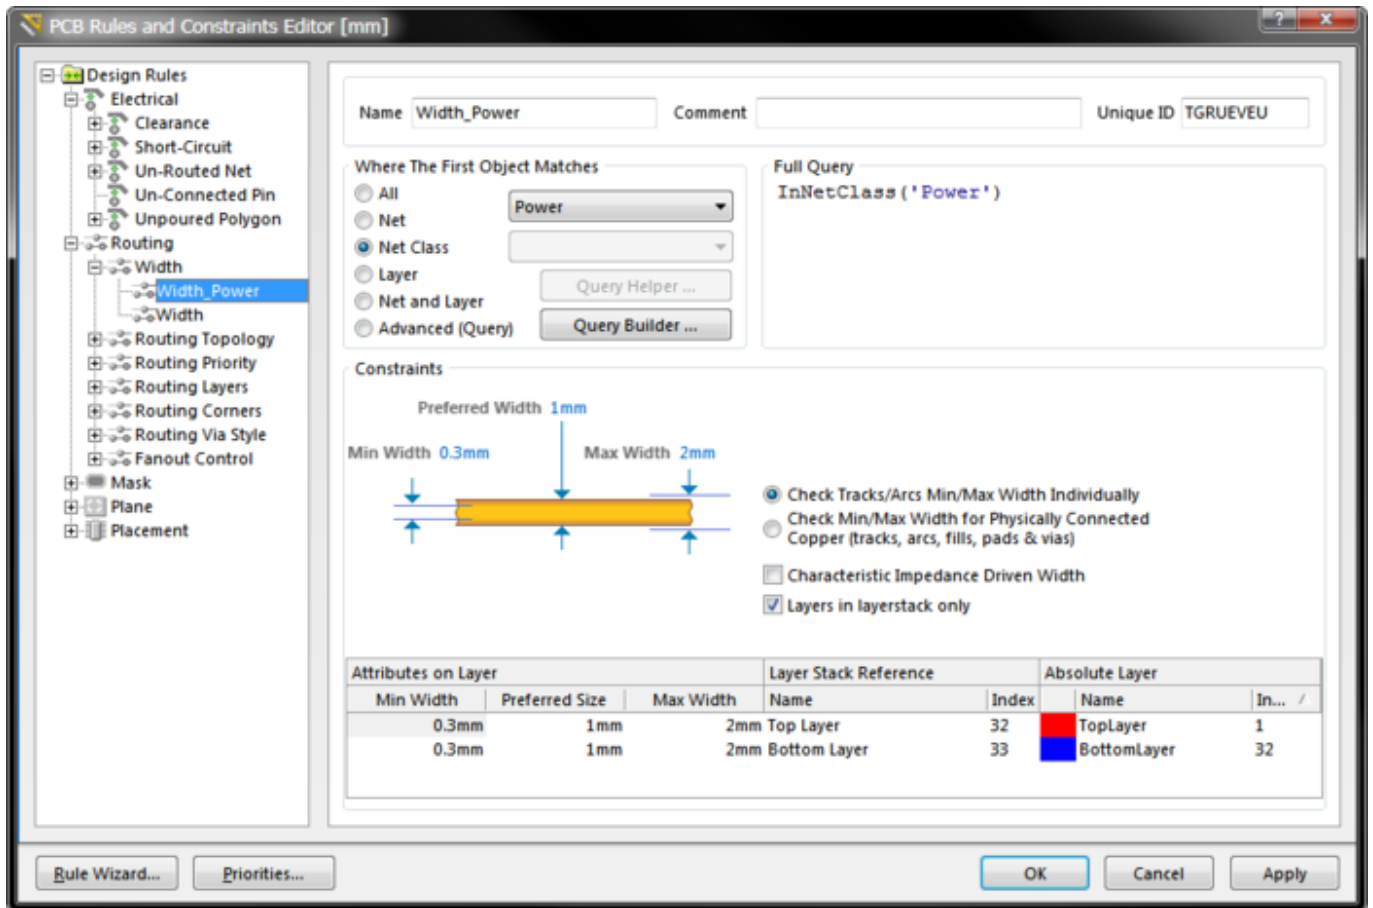 PCB Rules and Constraints Editor [mm]
Design Rules
Electrical
Clearance
Short-Circuit
Un-Routed Net
Un-Connected Pin
Unpoured Polygon
Routing
Width
Width_Power
Width
Routing Topology
Routing Priority
Routing Layers
Routing Corners
Routing Via Style
Fanout Control
Mask
Plane
Placement
Name Width_Power Comment Unique ID TGRUEVEU
Where The First Object Matches
All
Net
Net Class
Layer
Net and Layer
Advanced (Query)
Power
Query Helper ...
Query Builder ...
Full Query
InNetClass('Power')
Constraints
Preferred Width 1mm
Min Width 0.3mm Max Width 2mm
Check Tracks/Arcs Min/Max Width Individually
Check Min/Max Width for Physically Connected
Copper (tracks, arcs, fills, pads & vias)
Characteristic Impedance Driven Width
Layers in layerstack only
Attributes on Layer Layer Stack Reference Absolute Layer
Min Width Preferred Size Max Width Name Index Name In...
0.3mm 1mm 2mm Top Layer 32 TopLayer 1
0.3mm 1mm 2mm Bottom Layer 33 BottomLayer 32
Rule Wizard... Priorities... OK Cancel Apply